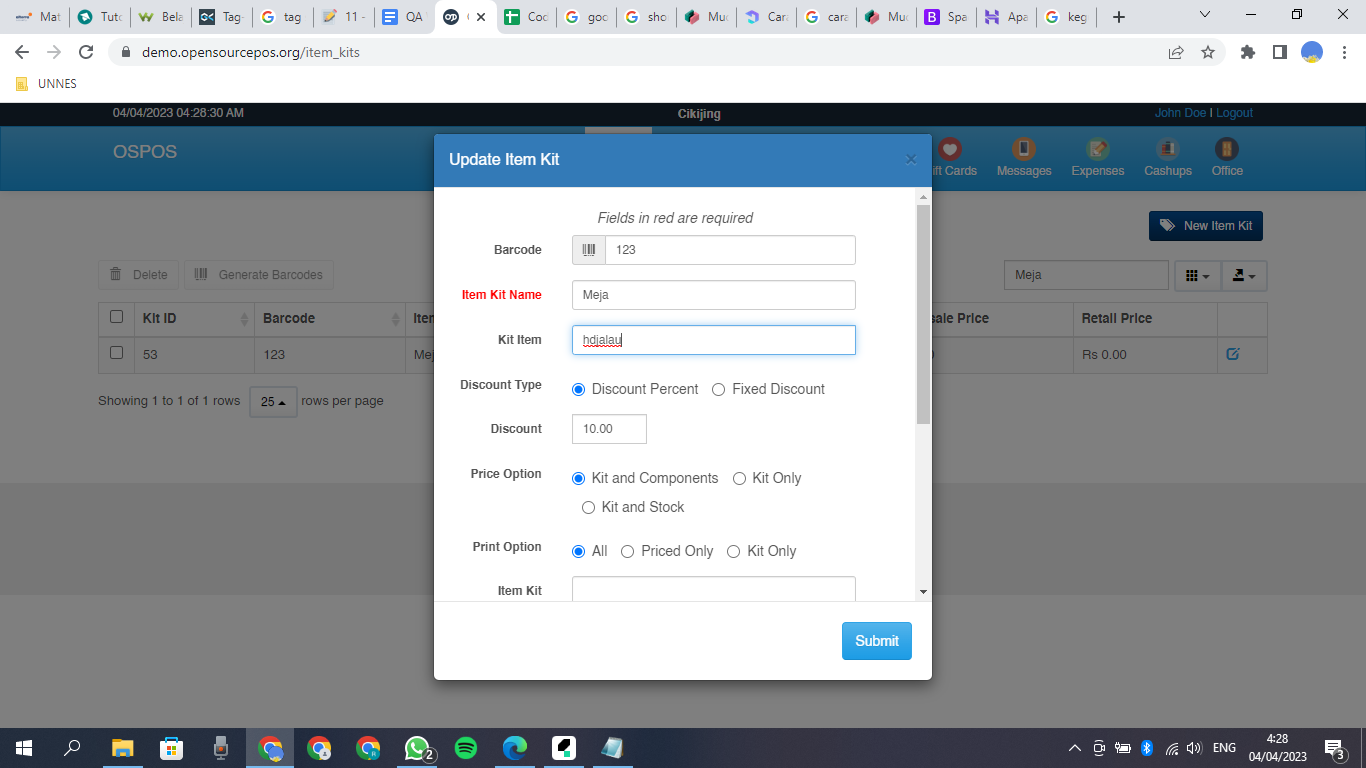 Mat
Tuto
Bela
Tag-
tag
11 -
QA
Cod
goo
sho
Mu
Cara
cara
Mu
Spa
Apa
keg
demo.opensourcepos.org/item_kits
UNNES
04/04/2023 04:28:30 AM
Cikijing
John Doe | Logout
OSPOS
ift Cards
Messages
Expenses
Cashups
Office
Update Item Kit
×
Fields in red are required
New Item Kit
Barcode
123
Delete
Generate Barcodes
Meja
Item Kit Name
Meja
Kit ID
Barcode
Iter
sale Price
Retail Price
Kit Item
hdjalau
53
123
Mej
Rs 0.00
Discount Type
Discount Percent
Fixed Discount
Showing 1 to 1 of 1 rows
25
rows per page
Discount
10.00
Price Option
Kit and Components
Kit Only
Kit and Stock
Print Option
All
Priced Only
Kit Only
Item Kit
Submit
2
ENG
4:28
04/04/2023
3